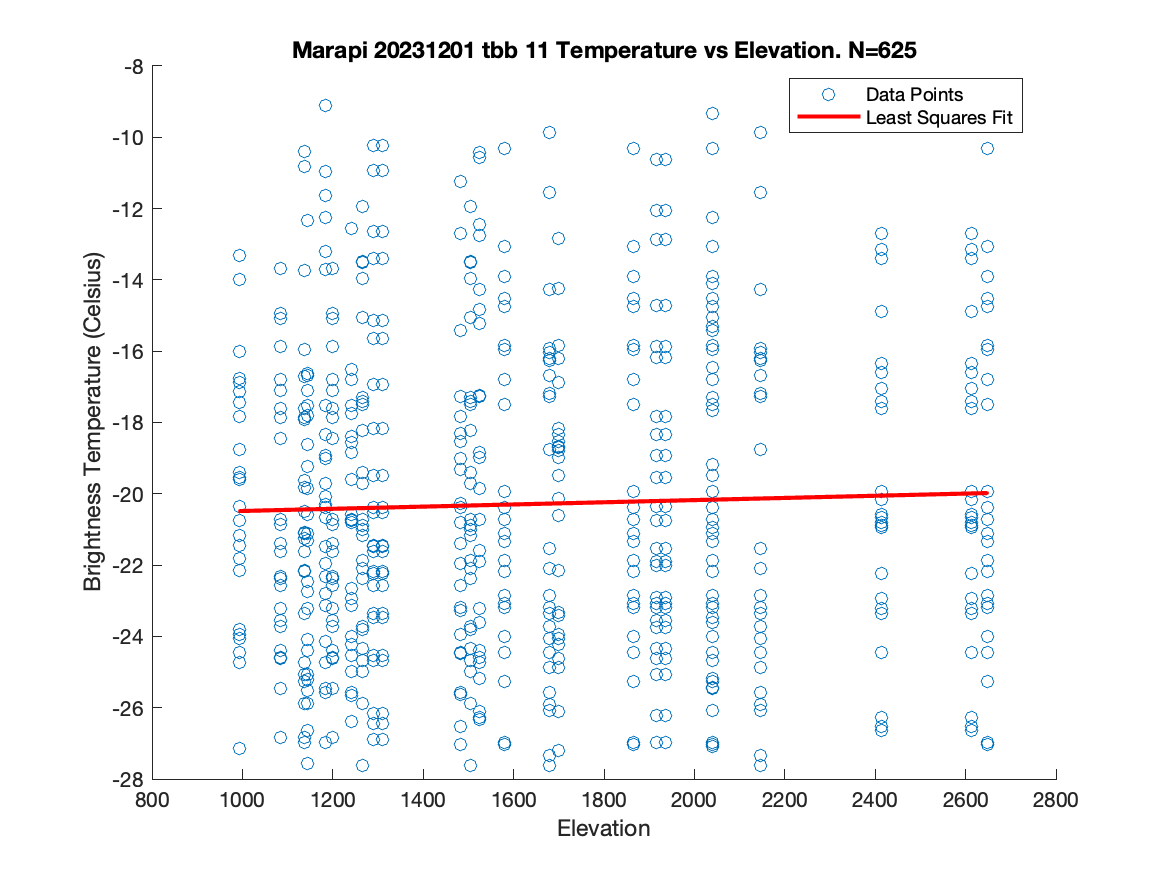 Marapi 20231201 tbb 11 Temperature vs Elevation. N=625
Data Points
Least Squares Fit
-8
-10
-12
-14
-16
-18
-20
-22
-24
-26
-28
Brightness Temperature (Celsius)
800 1000 1200 1400 1600 1800 2000 2200 2400 2600 2800
Elevation